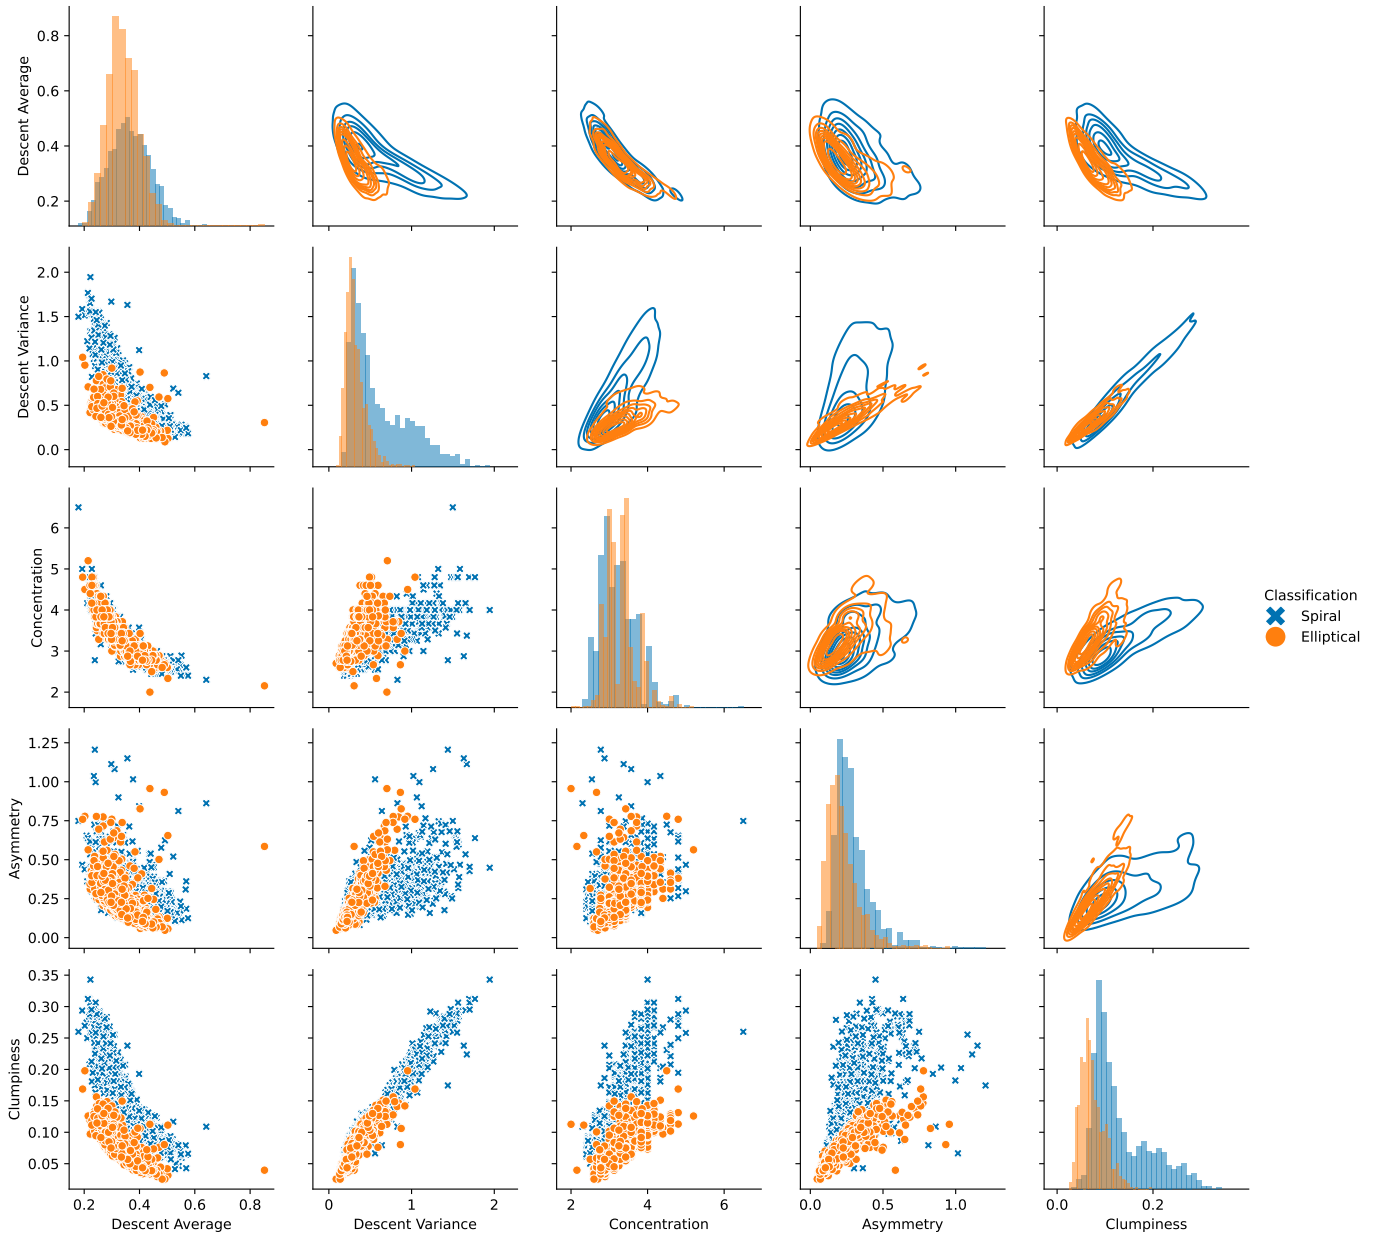 Descent Average
0.8
0.6
0.4
0.2
Descent Variance
2.0
1.5
1.0
0.5
0.0
Concentration
6
5
4
3
2
Classification
Spiral
Elliptical
Asymmetry
1.25
1.00
0.75
0.50
0.25
0.00
Clumpiness
0.35
0.30
0.25
0.20
0.15
0.10
0.05
0.2 0.4 0.6 0.8
Descent Average
0 1 2
Descent Variance
2 4 6
Concentration
0.0 0.5 1.0
Asymmetry
0.0 0.2
Clumpiness